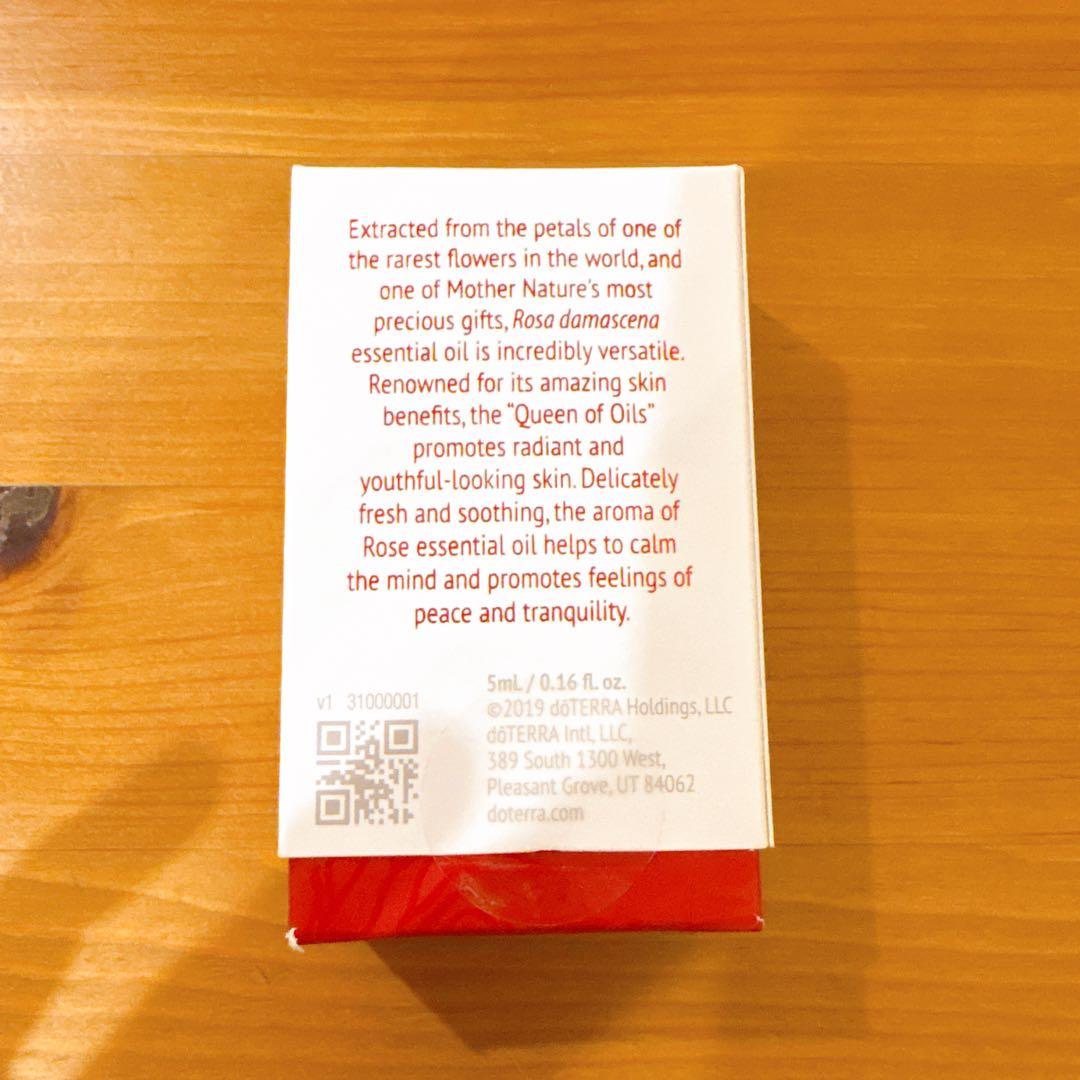 Extracted from the petals of one of
the rarest flowers in the world, and
one of Mother Nature's most
precious gifts, Rosa damascena
essential oil is incredibly versatile.
Renowned for its amazing skin
benefits, the “Queen of Oils”
promotes radiant and
youthful-looking skin. Delicately
fresh and soothing, the aroma of
Rose essential oil helps to calm
the mind and promotes feelings of
peace and tranquility.
v1 31000001
5mL / 0.16 fl. oz.
©2019 dōTERRA Holdings, LLC
dōTERRA Intl, LLC,
389 South 1300 West,
Pleasant Grove, UT 84062
doterra.com